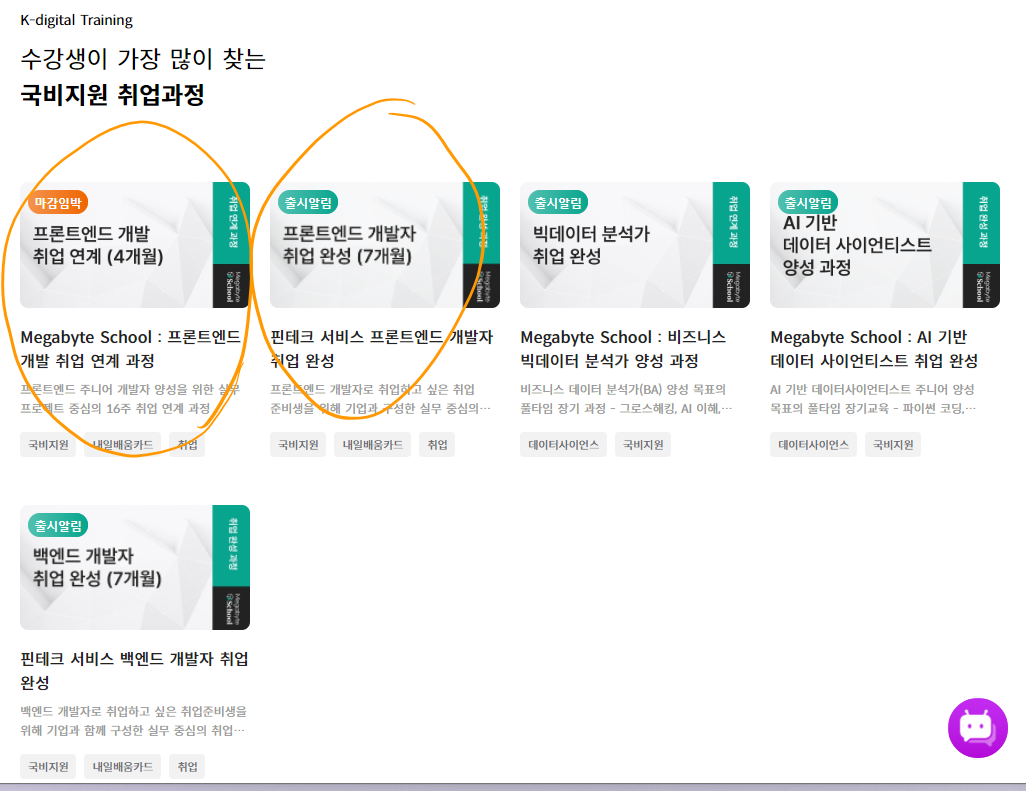 K-digital Training
수강생이 가장 많이 찾는
국비지원 취업과정
마감임박
프론트엔드 개발
취업 연계 (4개월)
취업 연계 과정
Megabyte
School
Megabyte School : 프론트엔드
개발 취업 연계 과정
프론트엔드 주니어 개발자 양성을 위한 실무
프로젝트 중심의 16주 취업 연계 과정
국비지원 내일배움카드 취업
출시알림
프론트엔드 개발자
취업 완성 (7개월)
취업 완성 과정
Megabyte
School
핀테크 서비스 프론트엔드 개발자
취업 완성
프론트엔드 개발자로 취업하고 싶은 취업
준비생을 위해 기업과 구성한 실무 중심의…
국비지원 내일배움카드 취업
출시알림
빅데이터 분석가
취업 완성
취업 연계 과정
Megabyte
School
Megabyte School : 비즈니스
빅데이터 분석가 양성 과정
비즈니스 데이터 분석가(BA) 양성 목표의
풀타임 장기 과정 - 그로스해킹, AI 이해,…
데이터사이언스 국비지원
출시알림
AI 기반
데이터 사이언티스트
양성 과정
취업 완성 과정
Megabyte
School
Megabyte School : AI 기반
데이터 사이언티스트 취업 완성
AI 기반 데이터사이언티스트 주니어 양성
목표의 풀타임 장기교육 - 파이썬 코딩,…
데이터사이언스 국비지원
출시알림
백엔드 개발자
취업 완성 (7개월)
취업 완성 과정
Megabyte
School
핀테크 서비스 백엔드 개발자 취업
완성
백엔드 개발자로 취업하고 싶은 취업준비생을
위해 기업과 함께 구성한 실무 중심의 취업…
국비지원 내일배움카드 취업